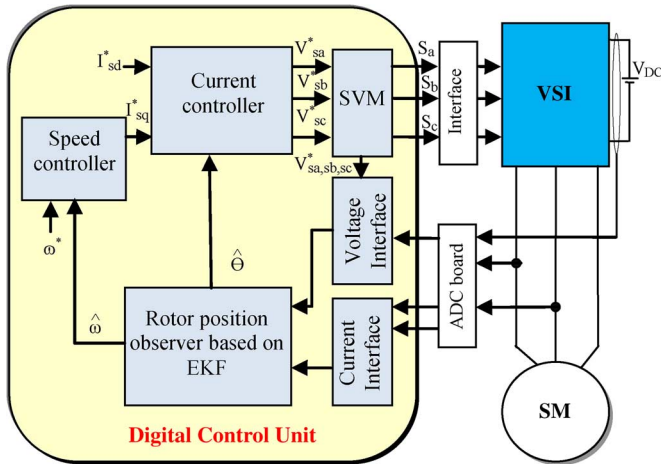 I*sd
Current
controller
V*sa
V*sb
V*sc
SVM
Sa
Sb
Sc
Interface
VSI
VDC
I*sq
Speed
controller
V*sa,sb,sc
ω*
Θ̂
Voltage
Interface
ADC board
ω̂
Rotor position
observer based on
EKF
Current
Interface
SM
Digital Control Unit